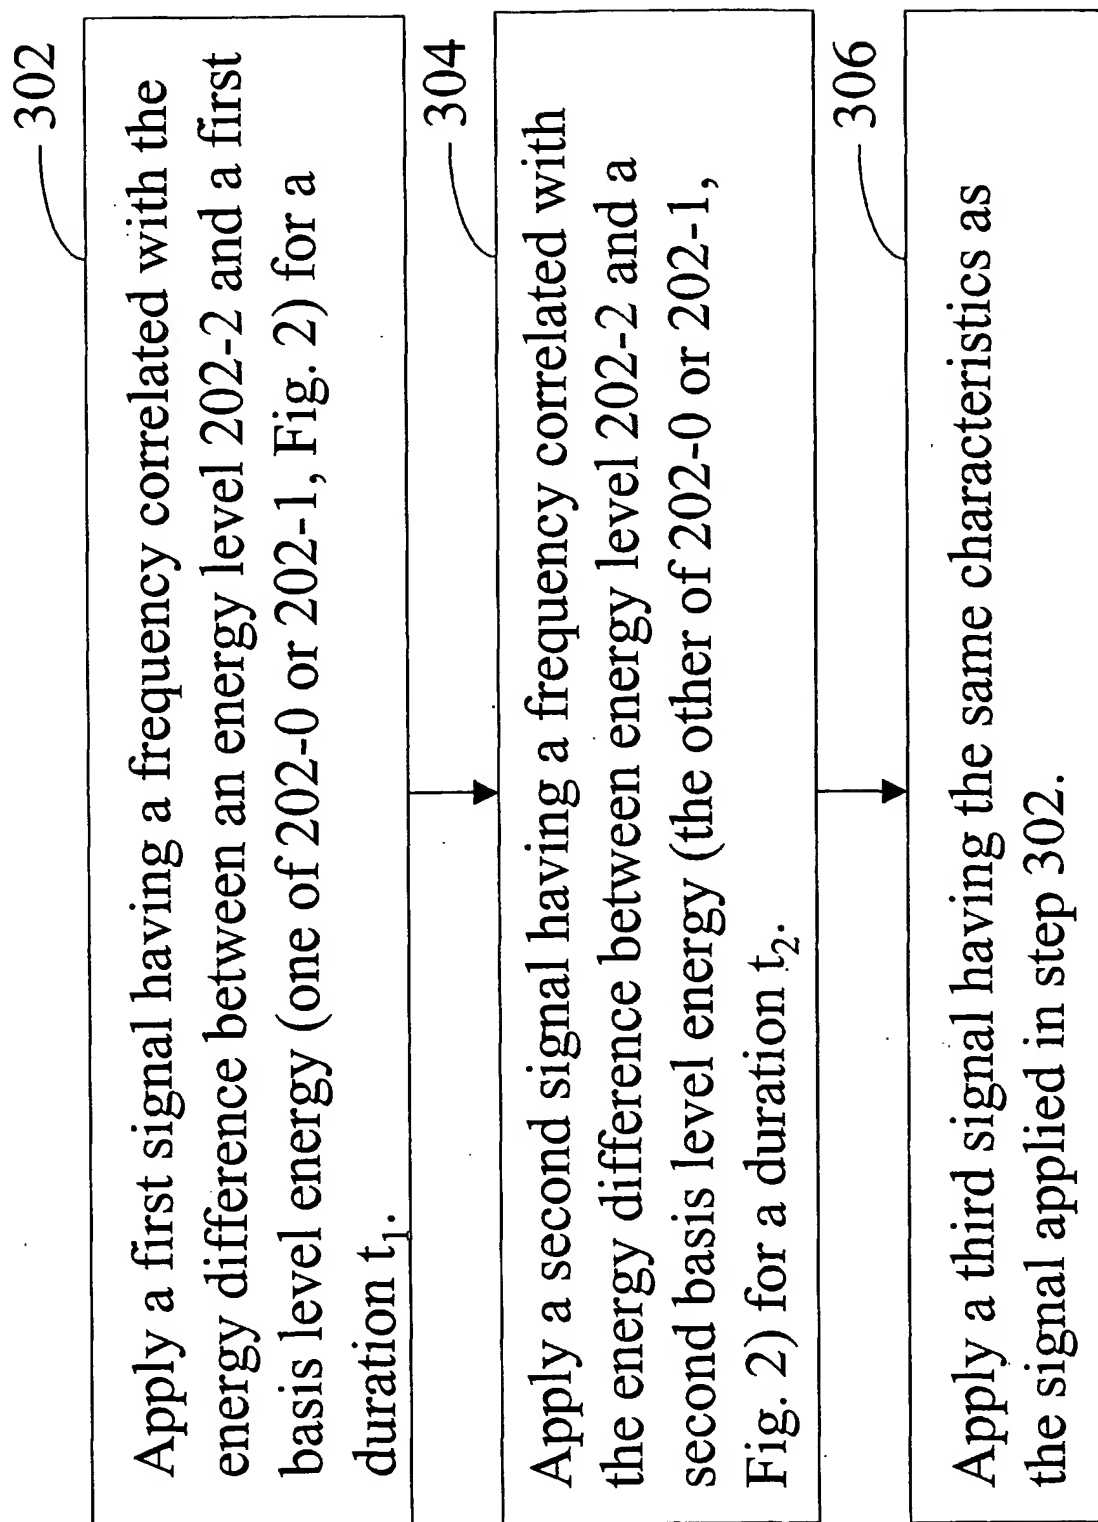 302
Apply a first signal having a frequency correlated with the
energy difference between an energy level 202-2 and a first
basis level energy (one of 202-0 or 202-1, Fig. 2) for a
duration t₁.
304
Apply a second signal having a frequency correlated with
the energy difference between energy level 202-2 and a
second basis level energy (the other of 202-0 or 202-1,
Fig. 2) for a duration t₂.
306
Apply a third signal having the same characteristics as
the signal applied in step 302.